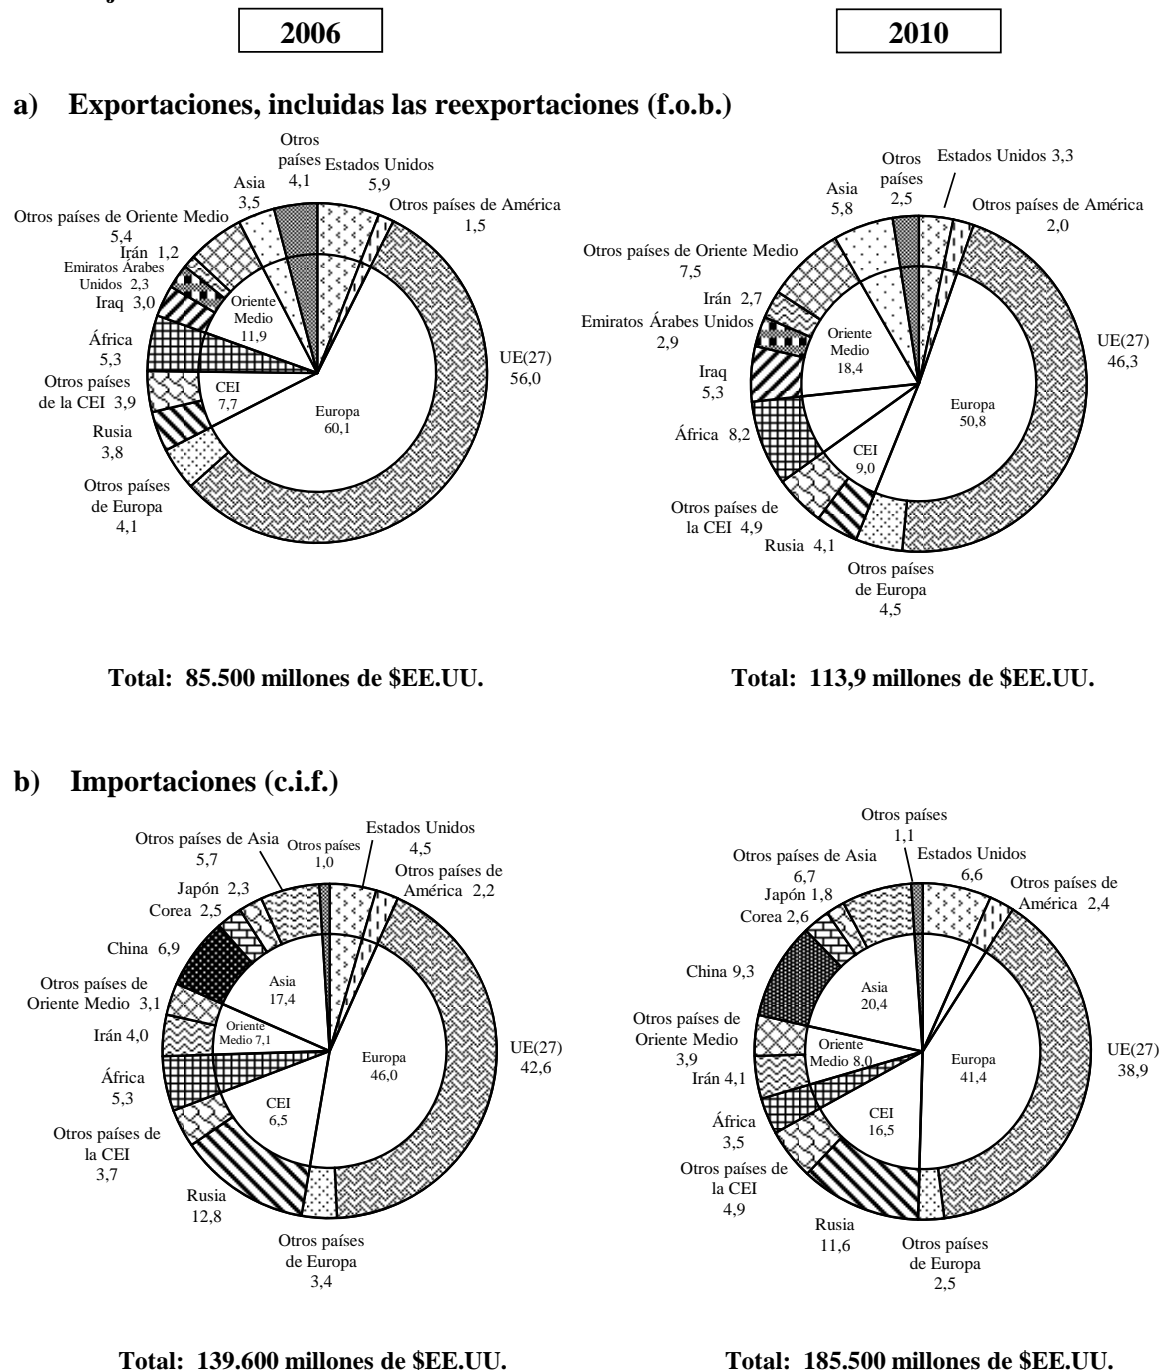 2006
2010
a) Exportaciones, incluidas las reexportaciones (f.o.b.)
Otros
países
4,1
Estados Unidos
5,9
Otros países de América
1,5
Asia
3,5
Otros países de Oriente Medio
5,4
Irán 1,2
Emiratos Árabes
Unidos 2,3
Iraq 3,0
África
5,3
Otros países
de la CEI 3,9
Rusia
3,8
Otros países
de Europa
4,1
UE(27)
56,0
Oriente
Medio
11,9
CEI
7,7
Europa
60,1
Total: 85.500 millones de $EE.UU.
Otros
países
2,5
Estados Unidos 3,3
Otros países de América
2,0
Asia
5,8
Otros países de Oriente Medio
7,5
Irán 2,7
Emiratos Árabes Unidos
2,9
Iraq
5,3
África 8,2
Otros países de
la CEI 4,9
Rusia 4,1
Otros países
de Europa
4,5
UE(27)
46,3
Oriente
Medio
18,4
CEI
9,0
Europa
50,8
Total: 113,9 millones de $EE.UU.
b) Importaciones (c.i.f.)
Otros países de Asia
5,7
Otros países
1,0
Estados Unidos
4,5
Otros países de
América 2,2
Japón 2,3
Corea 2,5
China 6,9
Otros países de
Oriente Medio 3,1
Irán 4,0
África
5,3
Otros países de
la CEI
3,7
Rusia
12,8
Otros países
de Europa
3,4
UE(27)
42,6
Asia
17,4
Oriente
Medio 7,1
CEI
6,5
Europa
46,0
Total: 139.600 millones de $EE.UU.
Otros países
1,1
Otros países de Asia
6,7
Estados Unidos
6,6
Otros países de
América 2,4
Japón 1,8
Corea 2,6
China 9,3
Otros países de
Oriente Medio
3,9
Irán 4,1
África
3,5
Otros países de
la CEI
4,9
Rusia
11,6
Otros países
de Europa
2,5
UE(27)
38,9
Asia
20,4
Oriente
Medio 8,0
CEI
16,5
Europa
41,4
Total: 185.500 millones de $EE.UU.